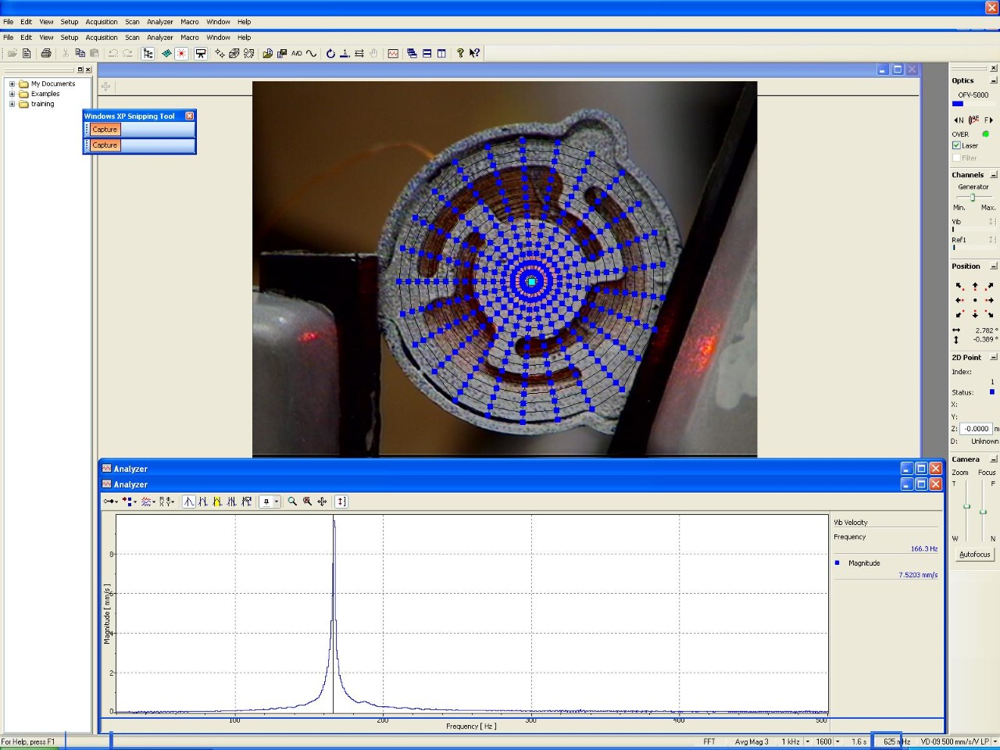 File Edit View Setup Acquisition Scan Analyzer Macro Window Help
File Edit View Setup Acquisition Scan Analyzer Macro Window Help
A/D
My Documents
Examples
training
Windows XP Snipping Tool
Capture
Capture
Optics
OFV-5000
N F
OVER
Laser
Filter
Channels
Generator
Min. Max.
Vib
Ref1
Position
2.782 °
-0.389 °
2D Point
Index:
1
Status:
X:
Y:
Z: -0.0000 m
D: Unknown
Camera
Zoom Focus
T F
W N
Autofocus
Analyzer
Analyzer
Vib Velocity
Frequency
166.3 Hz
Magnitude
7.5203 mm/s
Magnitude [ mm/s ]
8
6
4
2
0
100 200 300 400 500
Frequency [ Hz ]
For Help, press F1
FFT Avg Mag 3 1 kHz 1600 1.6 s 625 mHz VD-09 500 mm/s/V LP